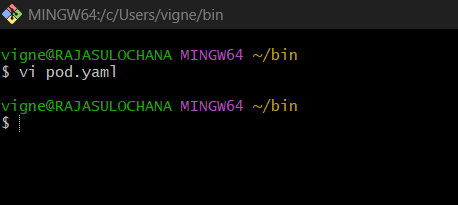 MINGW64:/c/Users/vigne/bin
vigne@RAJASULOCHANA MINGW64 ~/bin
$ vi pod.yaml
vigne@RAJASULOCHANA MINGW64 ~/bin
$